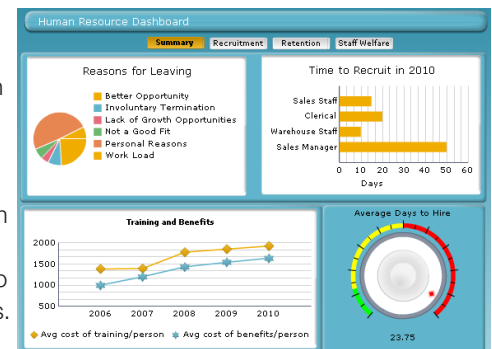 Human Resource Dashboard
Summary Recruitment Retention Staff Welfare
Reasons for Leaving
Better Opportunity
Involuntary Termination
Lack of Growth Opportunities
Not a Good Fit
Personal Reasons
Work Load
Time to Recruit in 2010
Sales Staff
Clerical
Warehouse Staff
Sales Manager
0 10 20 30 40 50 60
Days
Training and Benefits
2000
1500
1000
500
2006 2007 2008 2009 2010
Avg cost of training/person Avg cost of benefits/person
Average Days to Hire
23.75